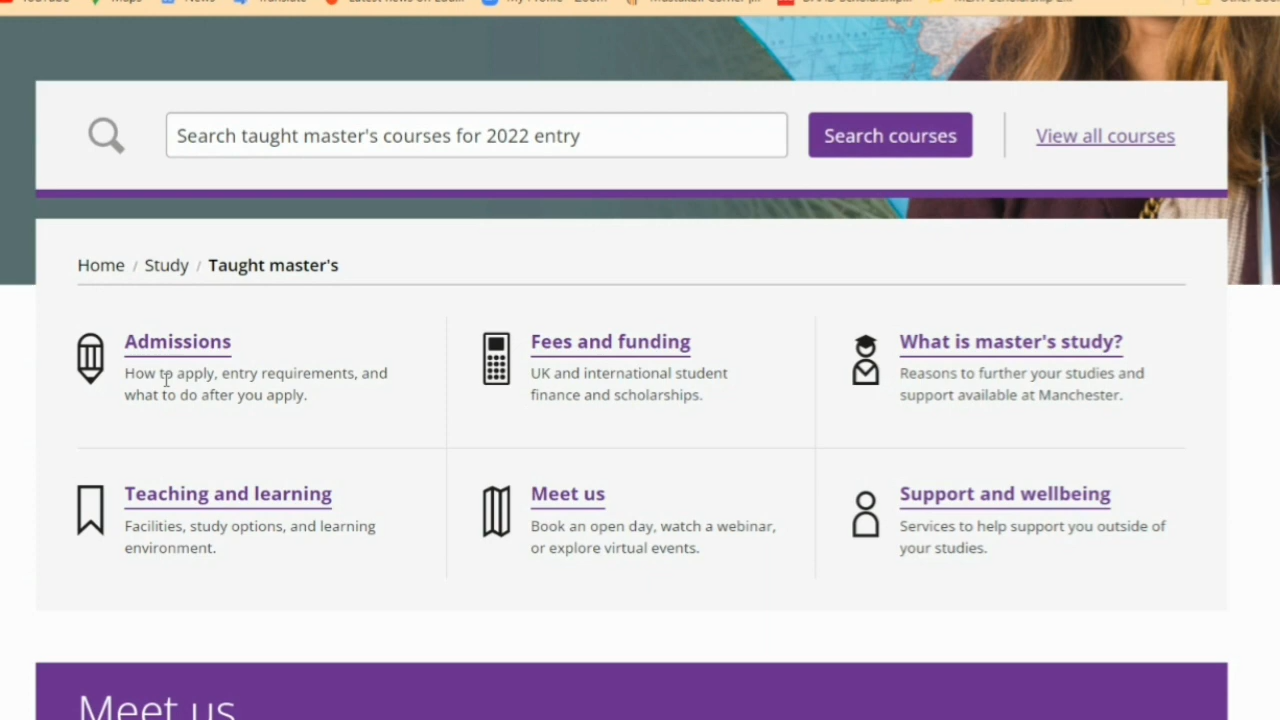 Search taught master's courses for 2022 entry
Search courses
View all courses
Home / Study / Taught master's
Admissions
How to apply, entry requirements, and
what to do after you apply.
Fees and funding
UK and international student
finance and scholarships.
What is master's study?
Reasons to further your studies and
support available at Manchester.
Teaching and learning
Facilities, study options, and learning
environment.
Meet us
Book an open day, watch a webinar,
or explore virtual events.
Support and wellbeing
Services to help support you outside of
your studies.
Meet us